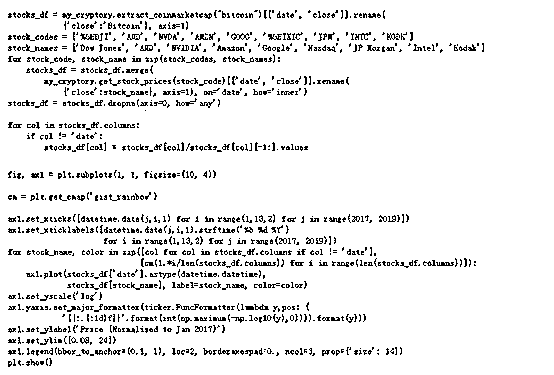 stocks_df = my_cryptory.extract_coinmarketcap("bitcoin")[['date', 'close']].rename(
{'close':'Bitcoin'}, axis=1)
stock_codes = ['%5EDJI', 'AMD', 'NVDA', 'AMZN', 'GOOG', '%5EIXIC', 'JPM', 'INTC', 'KODK']
stock_names = ['Dow Jones', 'AMD', 'NVIDIA', 'Amazon', 'Google', 'Nasdaq', 'JP Morgan', 'Intel', 'Kodak']
for stock_code, stock_name in zip(stock_codes, stock_names):
stocks_df = stocks_df.merge(
my_cryptory.get_stock_prices(stock_code)[['date', 'close']].rename(
{'close':stock_name}, axis=1), on='date', how='inner')
stocks_df = stocks_df.dropna(axis=0, how='any')
for col in stocks_df.columns:
if col != 'date':
stocks_df[col] = stocks_df[col]/stocks_df[col][-1:].values
fig, ax1 = plt.subplots(1, 1, figsize=(10, 4))
cm = plt.get_cmap('gist_rainbow')
ax1.set_xticks([datetime.date(j,i,1) for i in range(1,13,2) for j in range(2017, 2019)])
ax1.set_xticklabels([datetime.date(j,i,1).strftime('%b %d %Y')
for i in range(1,13,2) for j in range(2017, 2019)])
for stock_name, color in zip([col for col in stocks_df.columns if col != 'date'],
[cm(1.*i/len(stocks_df.columns)) for i in range(len(stocks_df.columns))]):
ax1.plot(stocks_df['date'].astype(datetime.datetime),
stocks_df[stock_name], label=stock_name, color=color)
ax1.set_yscale('log')
ax1.yaxis.set_major_formatter(ticker.FuncFormatter(lambda y,pos: (
'{{:.{:1d}f}}'.format(int(np.maximum(-np.log10(y),0)))).format(y)))
ax1.set_ylabel('Price (Normalised to Jan 2017)')
ax1.set_ylim([0.08, 24])
ax1.legend(bbox_to_anchor=(0.1, 1), loc=2, borderaxespad=0., ncol=3, prop={'size': 14})
plt.show()